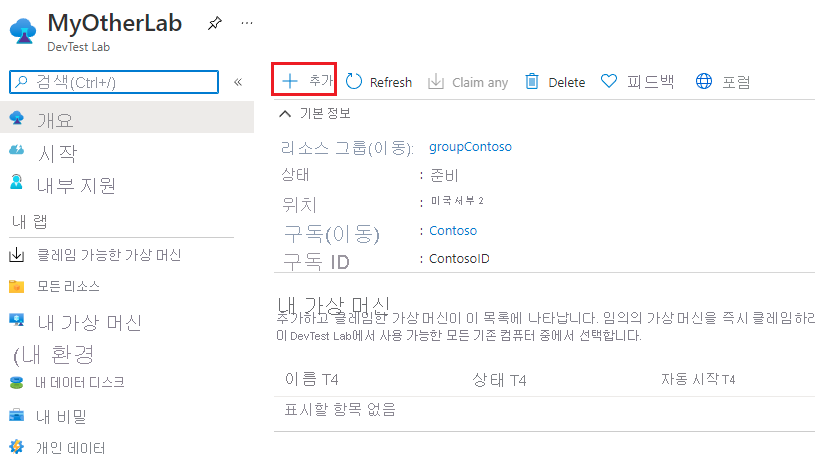 MyOtherLab
DevTest Lab
검색(Ctrl+/)
«
개요
시작
내부 지원
내 랩
클레임 가능한 가상 머신
모든 리소스
내 가상 머신
(내 환경
내 데이터 디스크
내 비밀
개인 데이터
추가 Refresh Claim any Delete 피드백 포럼
기본 정보
리소스 그룹(이동): groupContoso
상태 : 준비
위치 : 미국 서부 2
구독(이동) : Contoso
구독 ID : ContosoID
내 가상 머신
추가하고 클레임한 가상 머신이 이 목록에 나타납니다. 임의의 가상 머신을 즉시 클레임하려
이 DevTest Lab에서 사용 가능한 모든 기존 컴퓨터 중에서 선택합니다.
이름 T4 상태 T4 자동 시작 T4
표시할 항목 없음